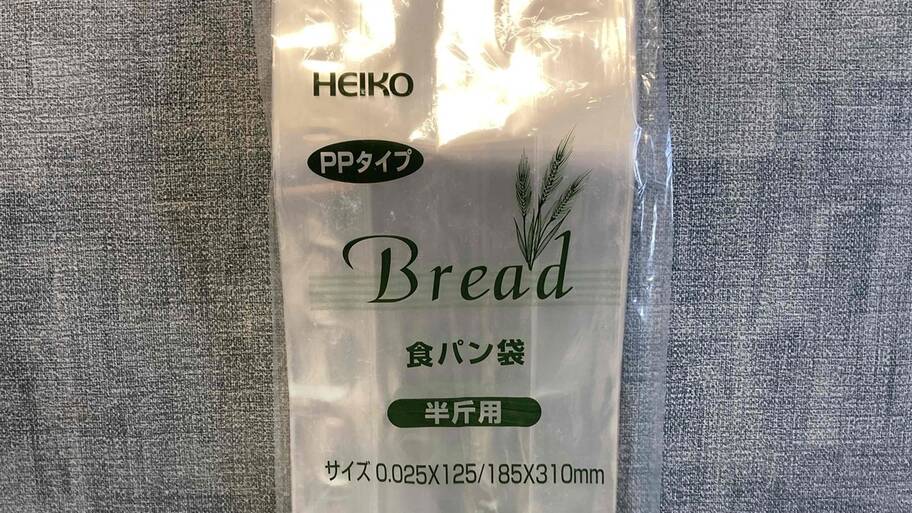 HEIKO
PPタイプ
Bread
食パン袋
半斤用
サイズ 0.025X125/185X310mm